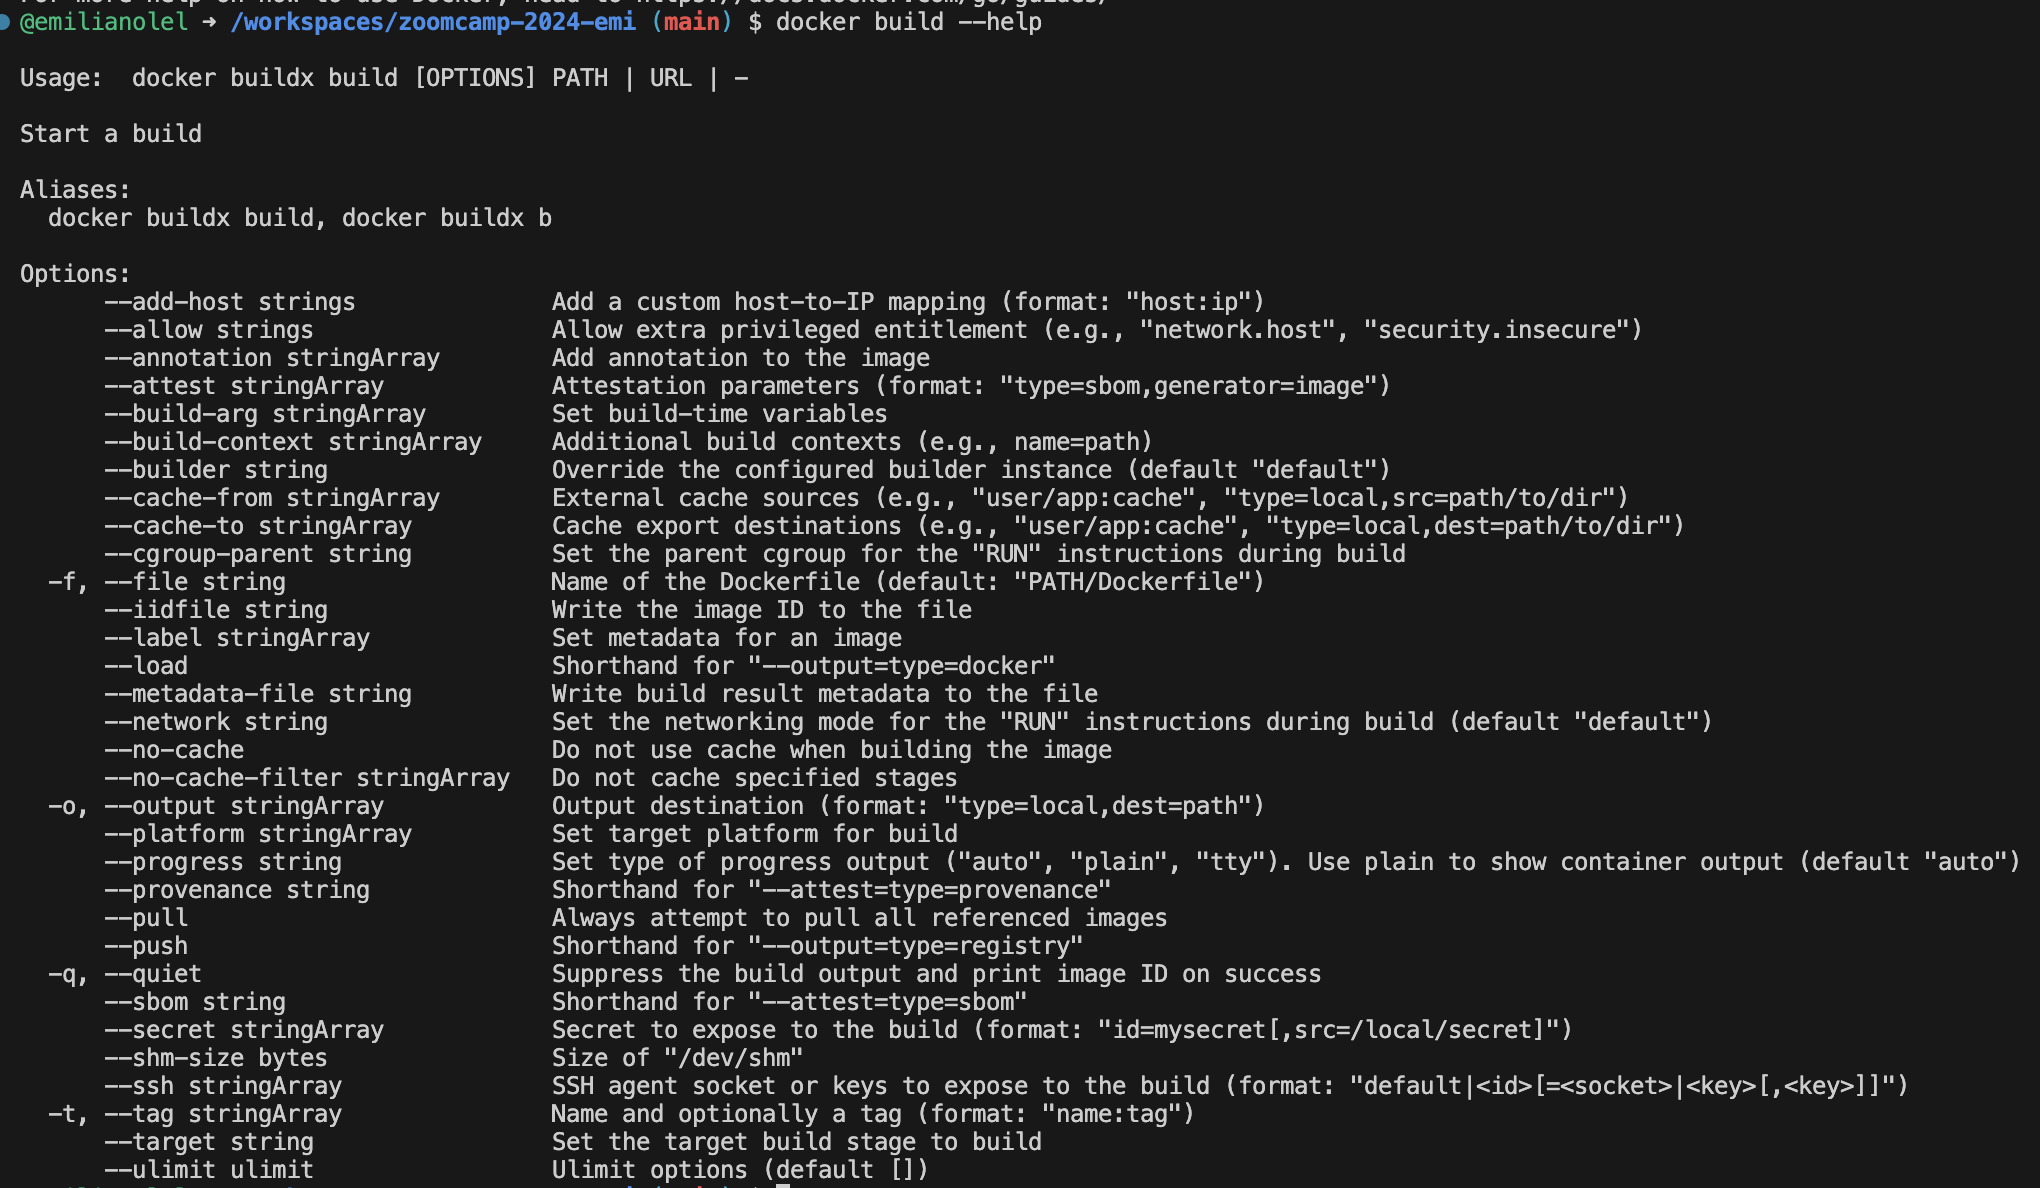 For more help on how to use Docker, head to https://docs.docker.com/go/guides/
@emilianolel ➜ /workspaces/zoomcamp-2024-emi (main) $ docker build --help
Usage:  docker buildx build [OPTIONS] PATH | URL | -
Start a build
Aliases:
  docker buildx build, docker buildx b
Options:
      --add-host strings              Add a custom host-to-IP mapping (format: "host:ip")
      --allow strings                 Allow extra privileged entitlement (e.g., "network.host", "security.insecure")
      --annotation stringArray        Add annotation to the image
      --attest stringArray            Attestation parameters (format: "type=sbom,generator=image")
      --build-arg stringArray         Set build-time variables
      --build-context stringArray     Additional build contexts (e.g., name=path)
      --builder string                Override the configured builder instance (default "default")
      --cache-from stringArray        External cache sources (e.g., "user/app:cache", "type=local,src=path/to/dir")
      --cache-to stringArray          Cache export destinations (e.g., "user/app:cache", "type=local,dest=path/to/dir")
      --cgroup-parent string          Set the parent cgroup for the "RUN" instructions during build
  -f, --file string                   Name of the Dockerfile (default: "PATH/Dockerfile")
      --iidfile string                Write the image ID to the file
      --label stringArray             Set metadata for an image
      --load                          Shorthand for "--output=type=docker"
      --metadata-file string          Write build result metadata to the file
      --network string                Set the networking mode for the "RUN" instructions during build (default "default")
      --no-cache                      Do not use cache when building the image
      --no-cache-filter stringArray   Do not cache specified stages
  -o, --output stringArray            Output destination (format: "type=local,dest=path")
      --platform stringArray          Set target platform for build
      --progress string               Set type of progress output ("auto", "plain", "tty"). Use plain to show container output (default "auto")
      --provenance string             Shorthand for "--attest=type=provenance"
      --pull                          Always attempt to pull all referenced images
      --push                          Shorthand for "--output=type=registry"
  -q, --quiet                         Suppress the build output and print image ID on success
      --sbom string                   Shorthand for "--attest=type=sbom"
      --secret stringArray            Secret to expose to the build (format: "id=mysecret[,src=/local/secret]")
      --shm-size bytes                Size of "/dev/shm"
      --ssh stringArray               SSH agent socket or keys to expose to the build (format: "default|<id>[=<socket>|<key>[,<key>]]")
  -t, --tag stringArray               Name and optionally a tag (format: "name:tag")
      --target string                 Set the target build stage to build
      --ulimit ulimit                 Ulimit options (default [])